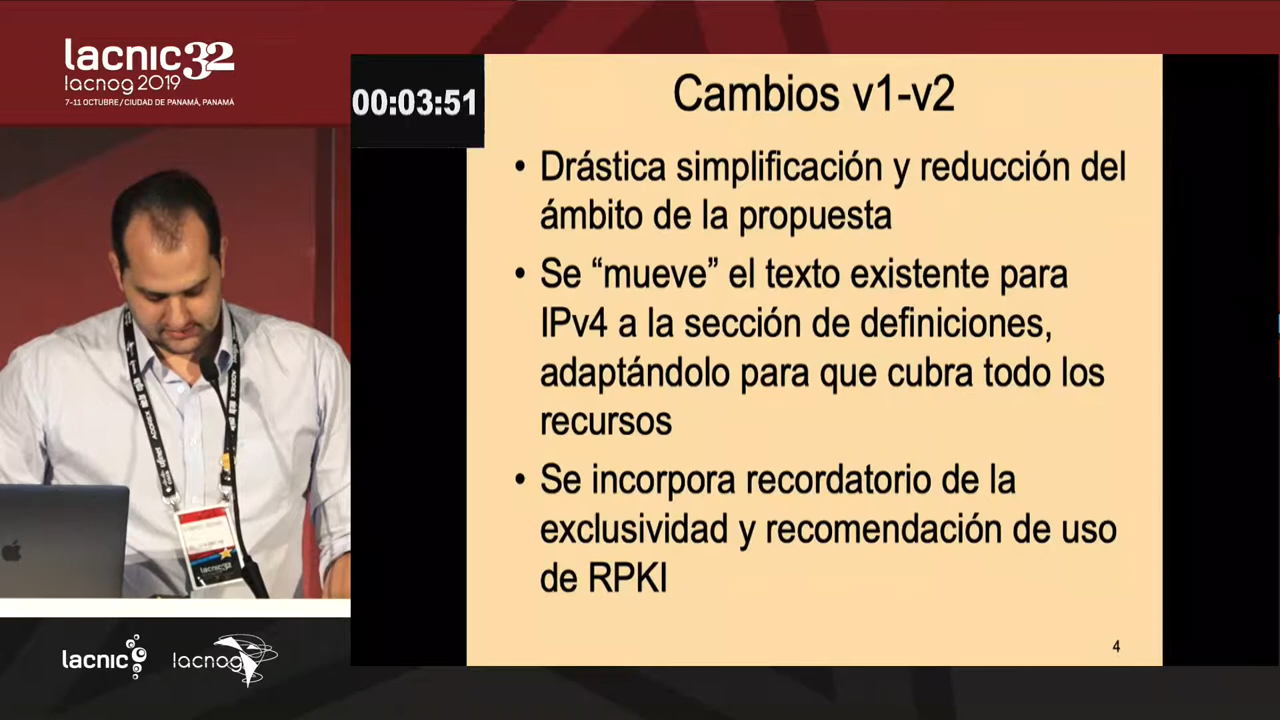 lacnic32
lacnog 2019
7-11 OCTUBRE / CIUDAD DE PANAMÁ, PANAMÁ
00:03:51
Cambios v1-v2
• Drástica simplificación y reducción del
ámbito de la propuesta
• Se “mueve” el texto existente para
IPv4 a la sección de definiciones,
adaptándolo para que cubra todo los
recursos
• Se incorpora recordatorio de la
exclusividad y recomendación de uso
de RPKI
4
lacnic32
lacnic
lacnog